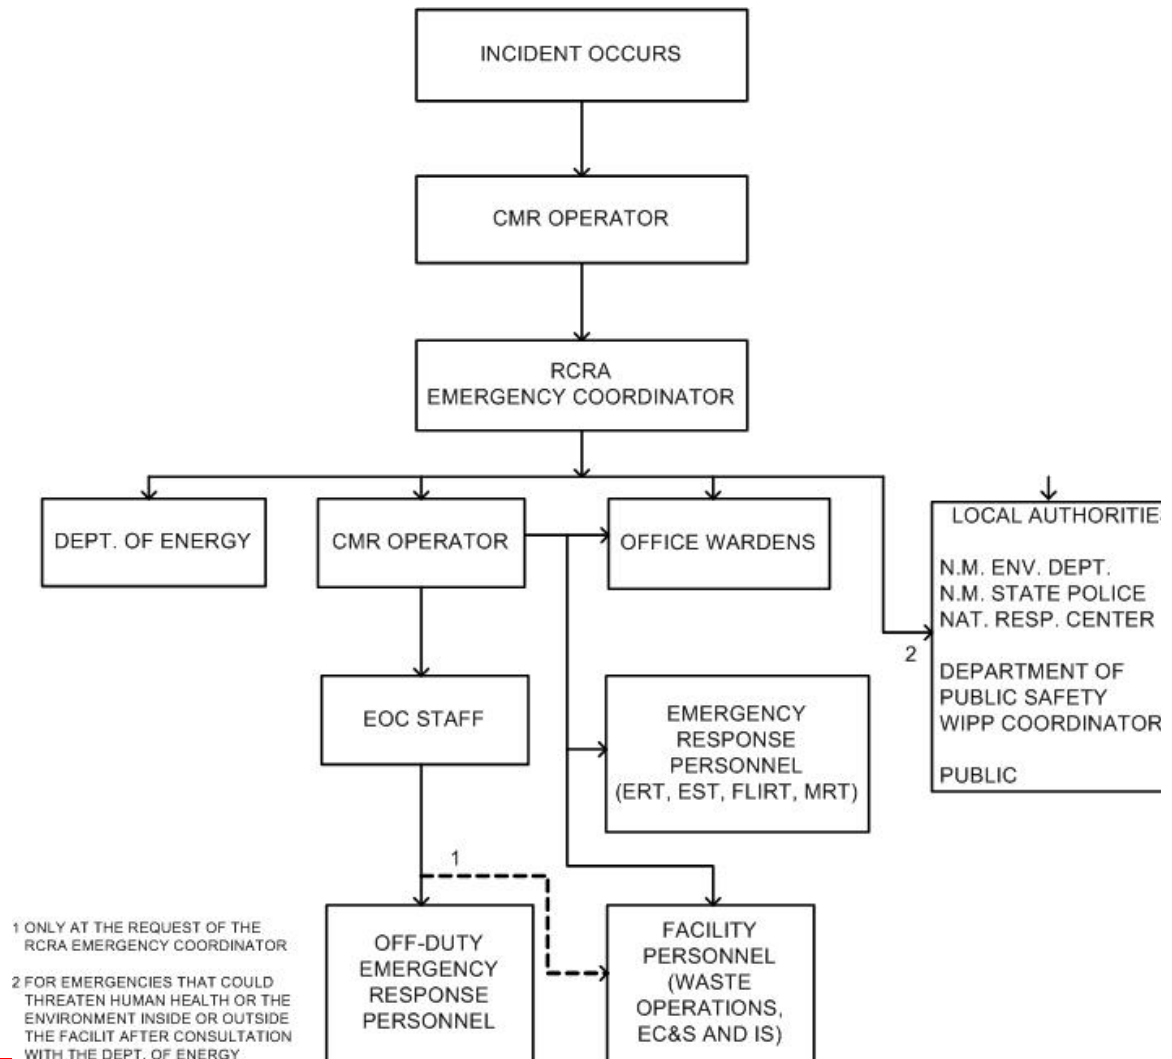 INCIDENT OCCURS
CMR OPERATOR
RCRA
EMERGENCY COORDINATOR
DEPT. OF ENERGY
CMR OPERATOR
OFFICE WARDENS
LOCAL AUTHORITIE
N.M. ENV. DEPT.
N.M. STATE POLICE
NAT. RESP. CENTER
2
DEPARTMENT OF
PUBLIC SAFETY
WIPP COORDINATOR
PUBLIC
EOC STAFF
EMERGENCY
RESPONSE
PERSONNEL
(ERT, EST, FLIRT, MRT)
1
OFF-DUTY
EMERGENCY
RESPONSE
PERSONNEL
FACILITY
PERSONNEL
(WASTE
OPERATIONS,
EC&S AND IS)
1 ONLY AT THE REQUEST OF THE
RCRA EMERGENCY COORDINATOR
2 FOR EMERGENCIES THAT COULD
THREATEN HUMAN HEALTH OR THE
ENVIRONMENT INSIDE OR OUTSIDE
THE FACILIT AFTER CONSULTATION
WITH THE DEPT. OF ENERGY